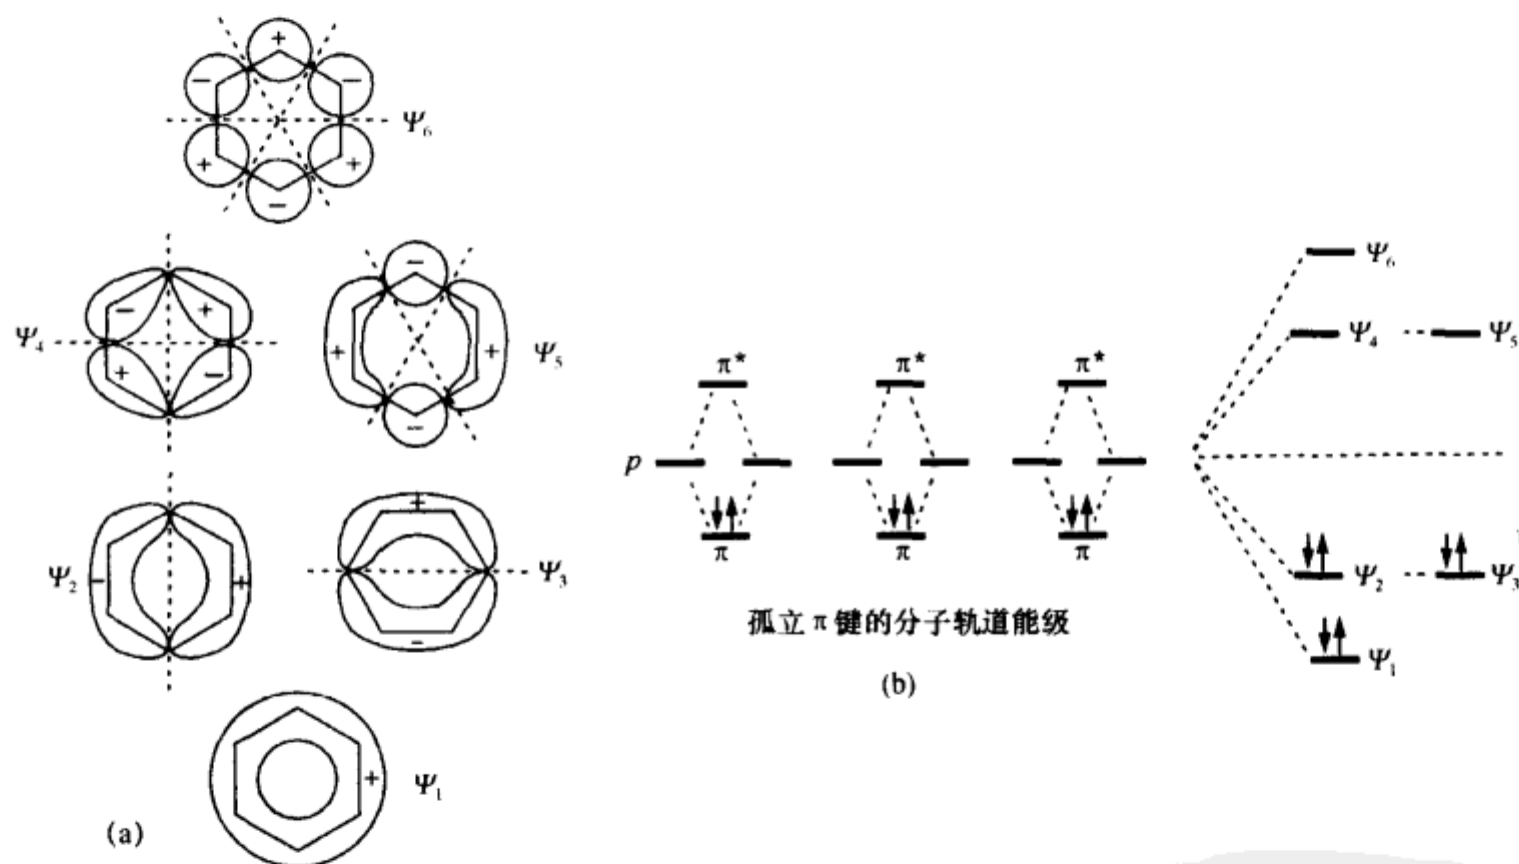 +
− −
Ψ₆
+ +
−
− +
Ψ₄
+ −
−
+ +
Ψ₅
−
Ψ₂
− +
+
Ψ₃
-
+
Ψ₁
(a)
π* π* π*
p
π π π
孤立 π 键的分子轨道能级
(b)
Ψ₆
Ψ₄ Ψ₅
Ψ₂ Ψ₃
Ψ₁